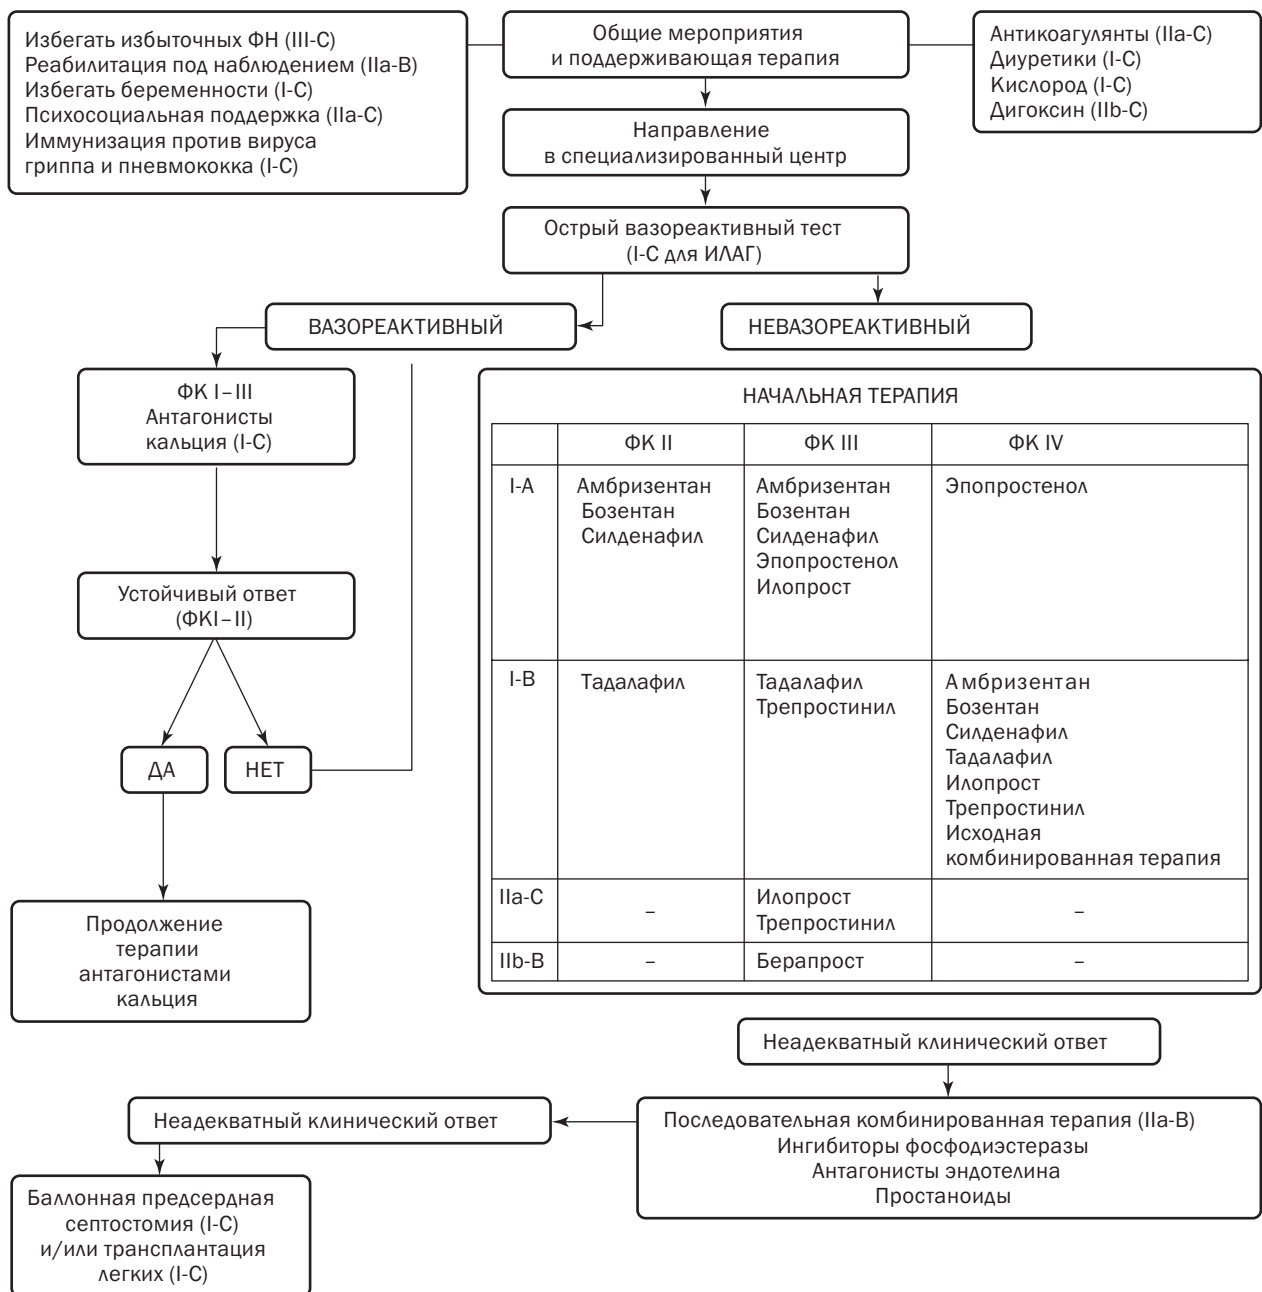 Избегать избыточных ФН (III-C)
Реабилитация под наблюдением (IIa-B)
Избегать беременности (I-C)
Психосоциальная поддержка (IIa-C)
Иммунизация против вируса
гриппа и пневмококка (I-C)
Общие мероприятия
и поддерживающая терапия
Антикоагулянты (IIa-C)
Диуретики (I-C)
Кислород (I-C)
Дигоксин (IIb-C)
Направление
в специализированный центр
Острый вазореактивный тест
(I-C для ИЛАГ)
ВАЗОРЕАКТИВНЫЙ
НЕВАЗОРЕАКТИВНЫЙ
ФК I–III
Антагонисты
кальция (I-C)
Устойчивый ответ
(ФКI–II)
ДА
НЕТ
Продолжение
терапии
антагонистами
кальция
НАЧАЛЬНАЯ ТЕРАПИЯ
ФК II
ФК III
ФК IV
I-A
Амбризентан
Бозентан
Силденафил
Амбризентан
Бозентан
Силденафил
Эпопростенол
Илопрост
Эпопростенол
I-B
Тадалафил
Тадалафил
Трепростинил
Амбризентан
Бозентан
Силденафил
Тадалафил
Илопрост
Трепростинил
Исходная
комбинированная терапия
IIa-C
–
Илопрост
Трепростинил
–
IIb-B
–
Берапрост
–
Неадекватный клинический ответ
Последовательная комбинированная терапия (IIa-B)
Ингибиторы фосфодиэстеразы
Антагонисты эндотелина
Простаноиды
Неадекватный клинический ответ
Баллонная предсердная
септостомия (I-C)
и/или трансплантация
легких (I-C)